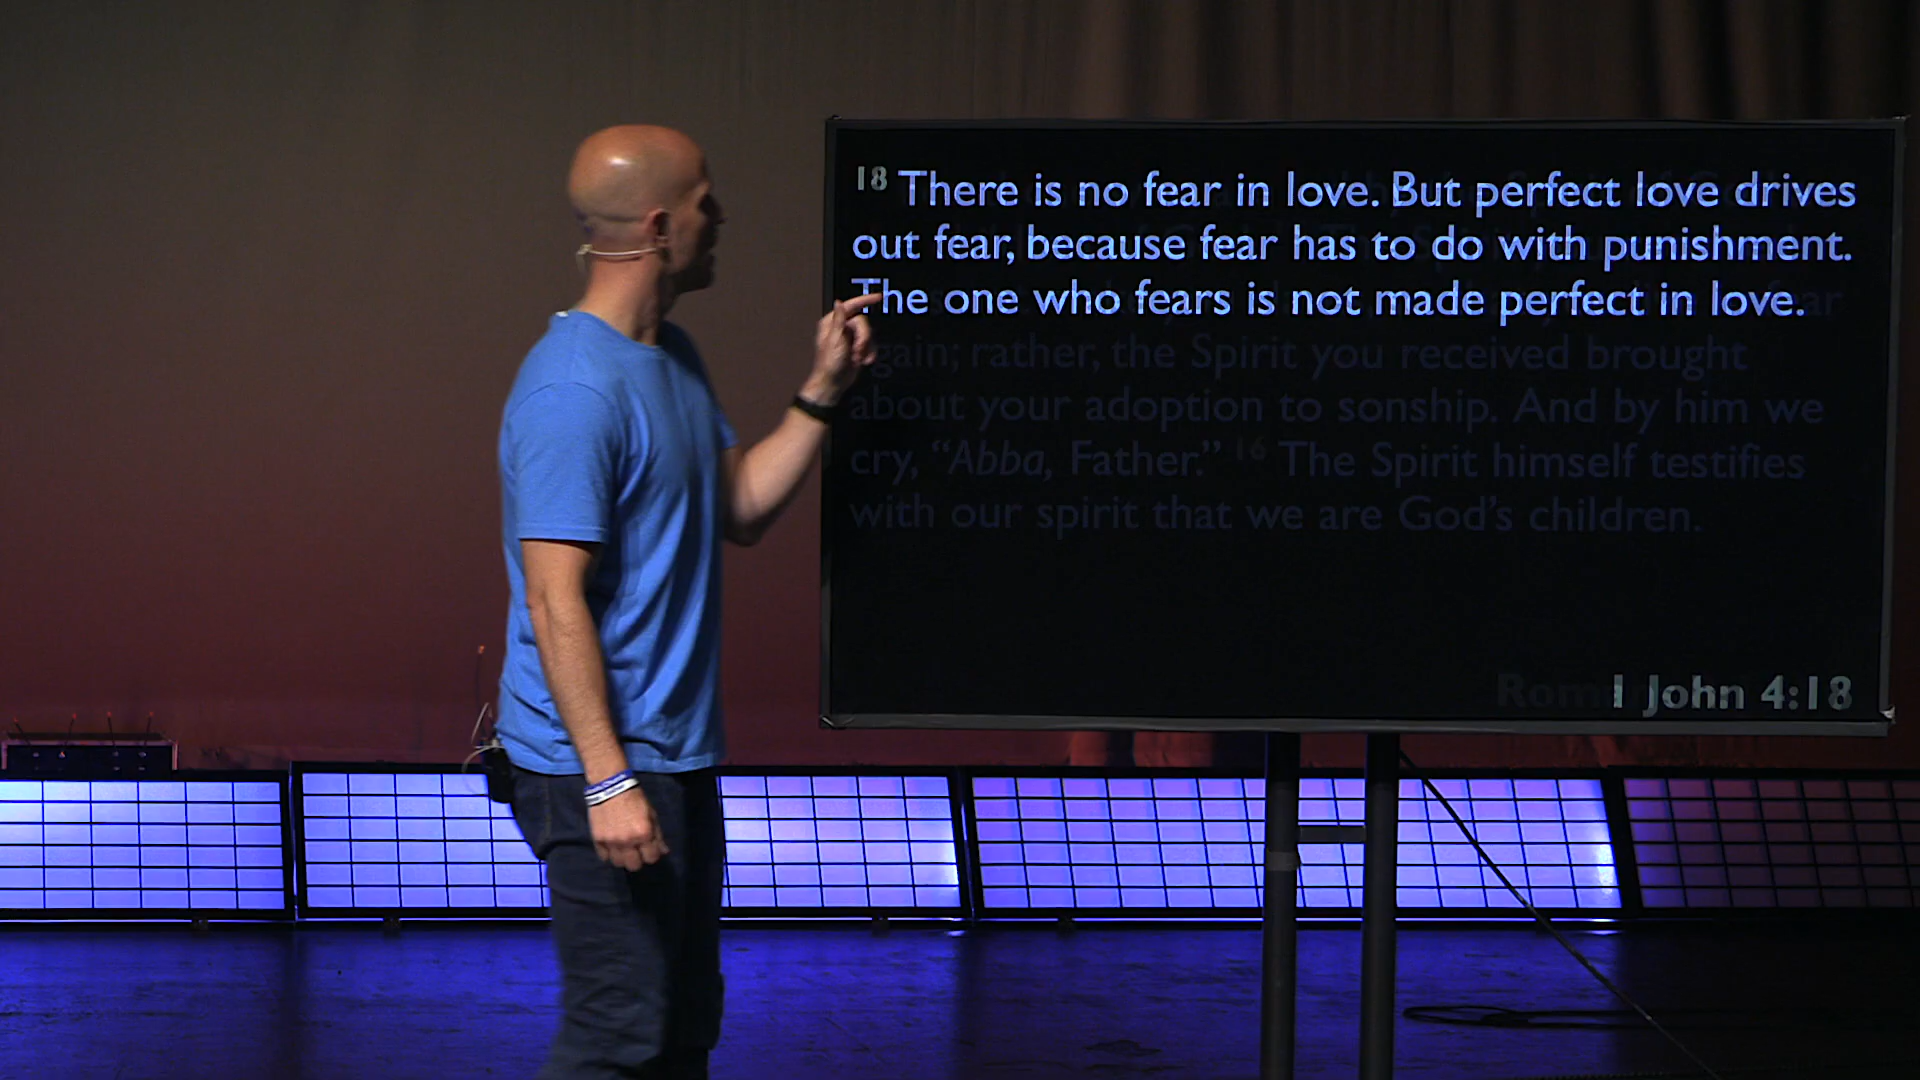 18 There is no fear in love. But perfect love drives
out fear, because fear has to do with punishment.
The one who fears is not made perfect in love.
again; rather, the Spirit you received brought
about your adoption to sonship. And by him we
cry, “Abba, Father.” 16 The Spirit himself testifies
with our spirit that we are God’s children.
1 John 4:18